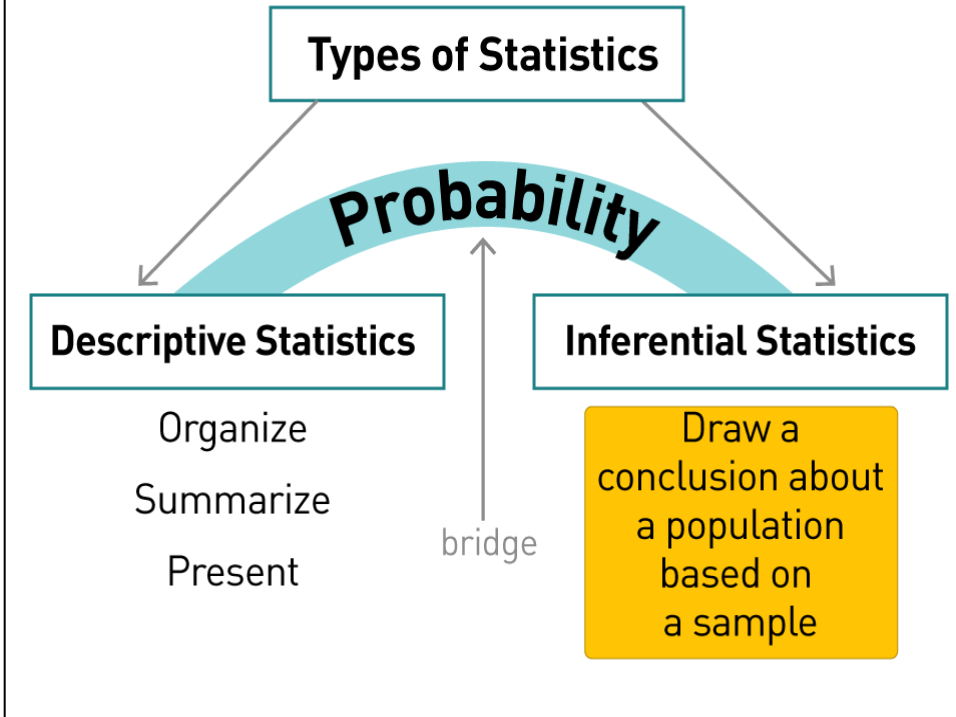 Types of Statistics
Probability
Descriptive Statistics
Organize
Summarize
Present
bridge
Inferential Statistics
Draw a
conclusion about
a population
based on
a sample